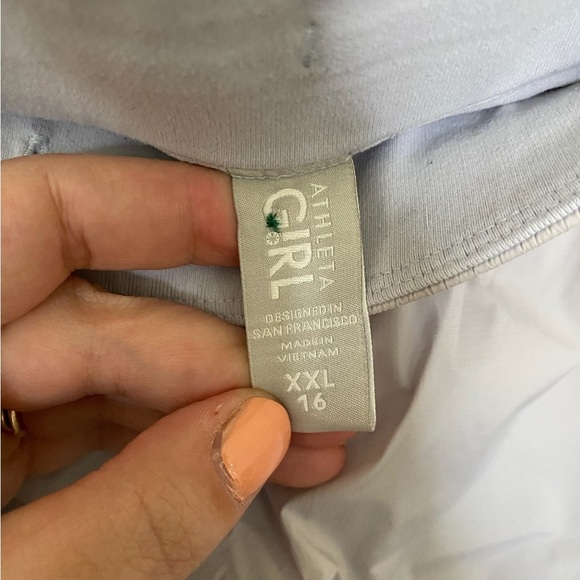 ATHLETA
GIRL
DESIGNED IN
SAN FRANCISCO
MADE IN
VIETNAM
XXL
16